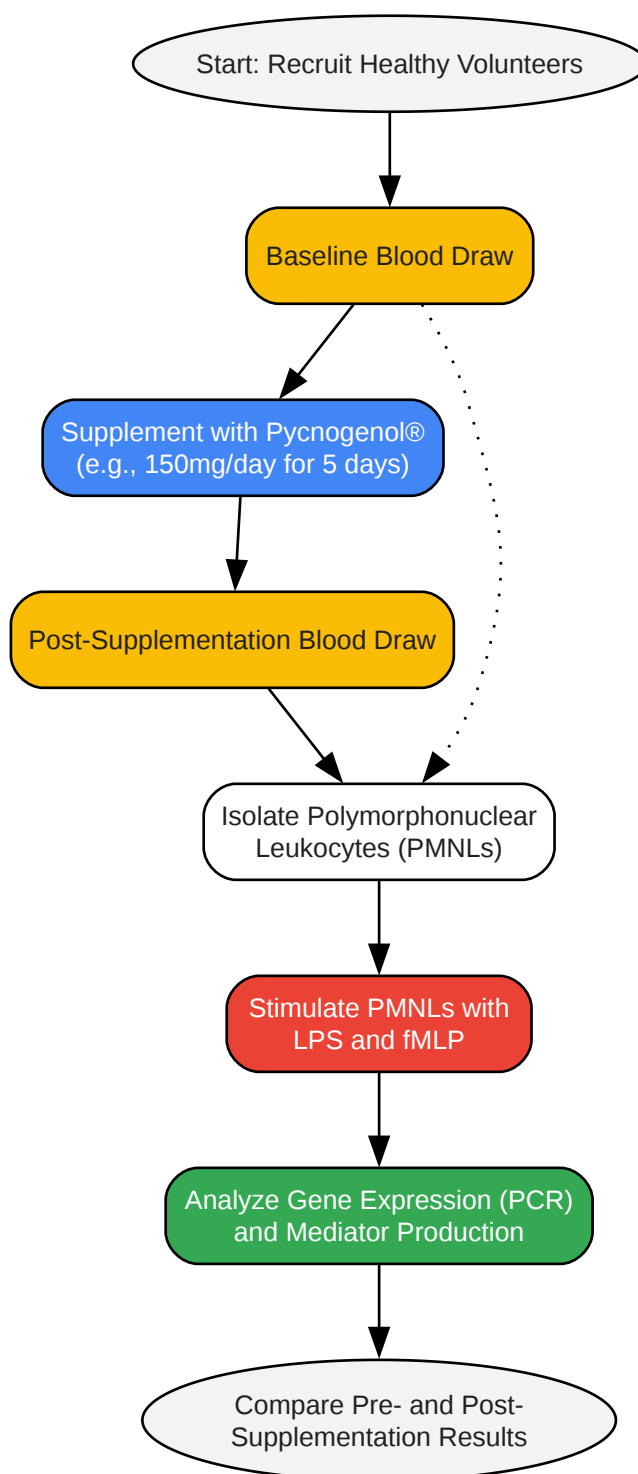 Start: Recruit Healthy Volunteers
Baseline Blood Draw
Supplement with Pycnogenol®
(e.g., 150mg/day for 5 days)
Post-Supplementation Blood Draw
Isolate Polymorphonuclear
Leukocytes (PMNLs)
Stimulate PMNLs with
LPS and fMLP
Analyze Gene Expression (PCR)
and Mediator Production
Compare Pre- and Post-
Supplementation Results